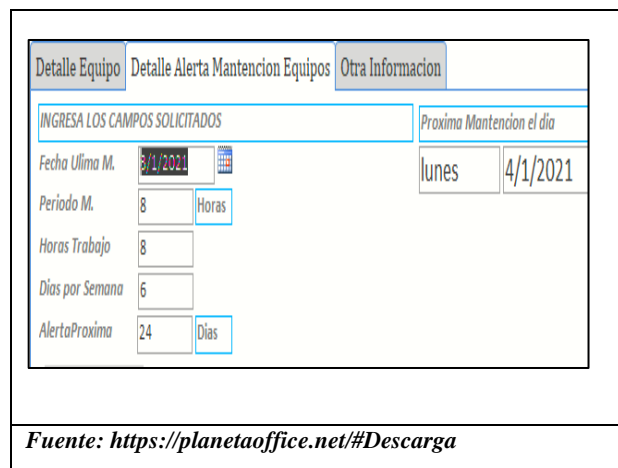 Detalle Equipo Detalle Alerta Mantencion Equipos Otra Informacion
INGRESA LOS CAMPOS SOLICITADOS Proxima Mantencion el dia
Fecha Ulima M. 3/1/2021 lunes 4/1/2021
Periodo M. 8 Horas
Horas Trabajo 8
Dias por Semana 6
AlertaProxima 24 Dias
Fuente: https://planetaoffice.net/#Descarga